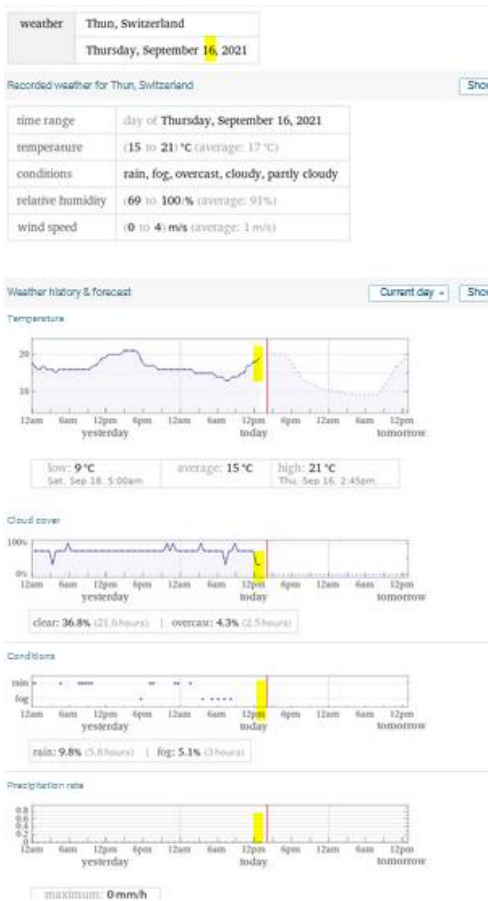 weather Thun, Switzerland
Thursday, September 16, 2021
Recorded weather for Thun, Switzerland
time range day of Thursday, September 16, 2021
temperature (15 to 21) °C (average: 17 °C)
conditions rain, fog, overcast, cloudy, partly cloudy
relative humidity (69 to 100)% (average: 91%)
wind speed (0 to 4) m/s (average: 1 m/s)
Weather history & forecast Current day
Temperature
20
10
12am 6am 12pm 6pm 12am 6am 12pm 6pm 12am 6am 12pm
yesterday today tomorrow
low: 9 °C average: 15 °C high: 21 °C
Sat, Sep 18, 5:00am Thu, Sep 16, 2:45pm, ...
Cloud cover
100%
0%
12am 6am 12pm 6pm 12am 6am 12pm 6pm 12am 6am 12pm
yesterday today tomorrow
clear: 36.8% (21.6 hours) | overcast: 4.3% (2.5 hours)
Conditions
rain
fog
12am 6am 12pm 6pm 12am 6am 12pm 6pm 12am 6am 12pm
yesterday today tomorrow
rain: 9.8% (5.8 hours) | fog: 5.1% (3 hours)
Precipitation rate
0.8
0.6
0.4
0.2
0
12am 6am 12pm 6pm 12am 6am 12pm 6pm 12am 6am 12pm
yesterday today tomorrow
maximum: 0 mm/h